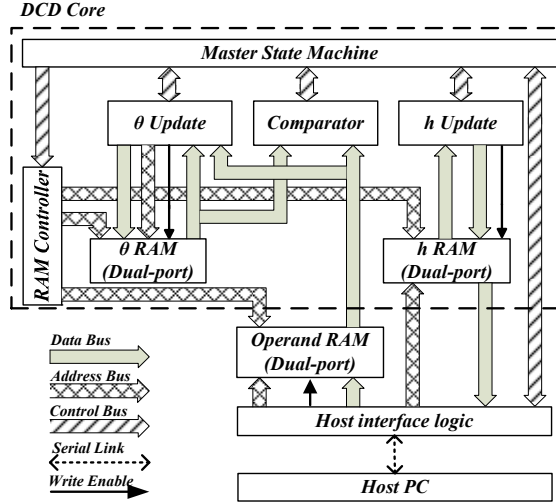 DCD Core
Master State Machine
θ Update
Comparator
h Update
RAM Controller
θ RAM
(Dual-port)
h RAM
(Dual-port)
Operand RAM
(Dual-port)
Data Bus
Address Bus
Control Bus
Serial Link
Write Enable
Host interface logic
Host PC